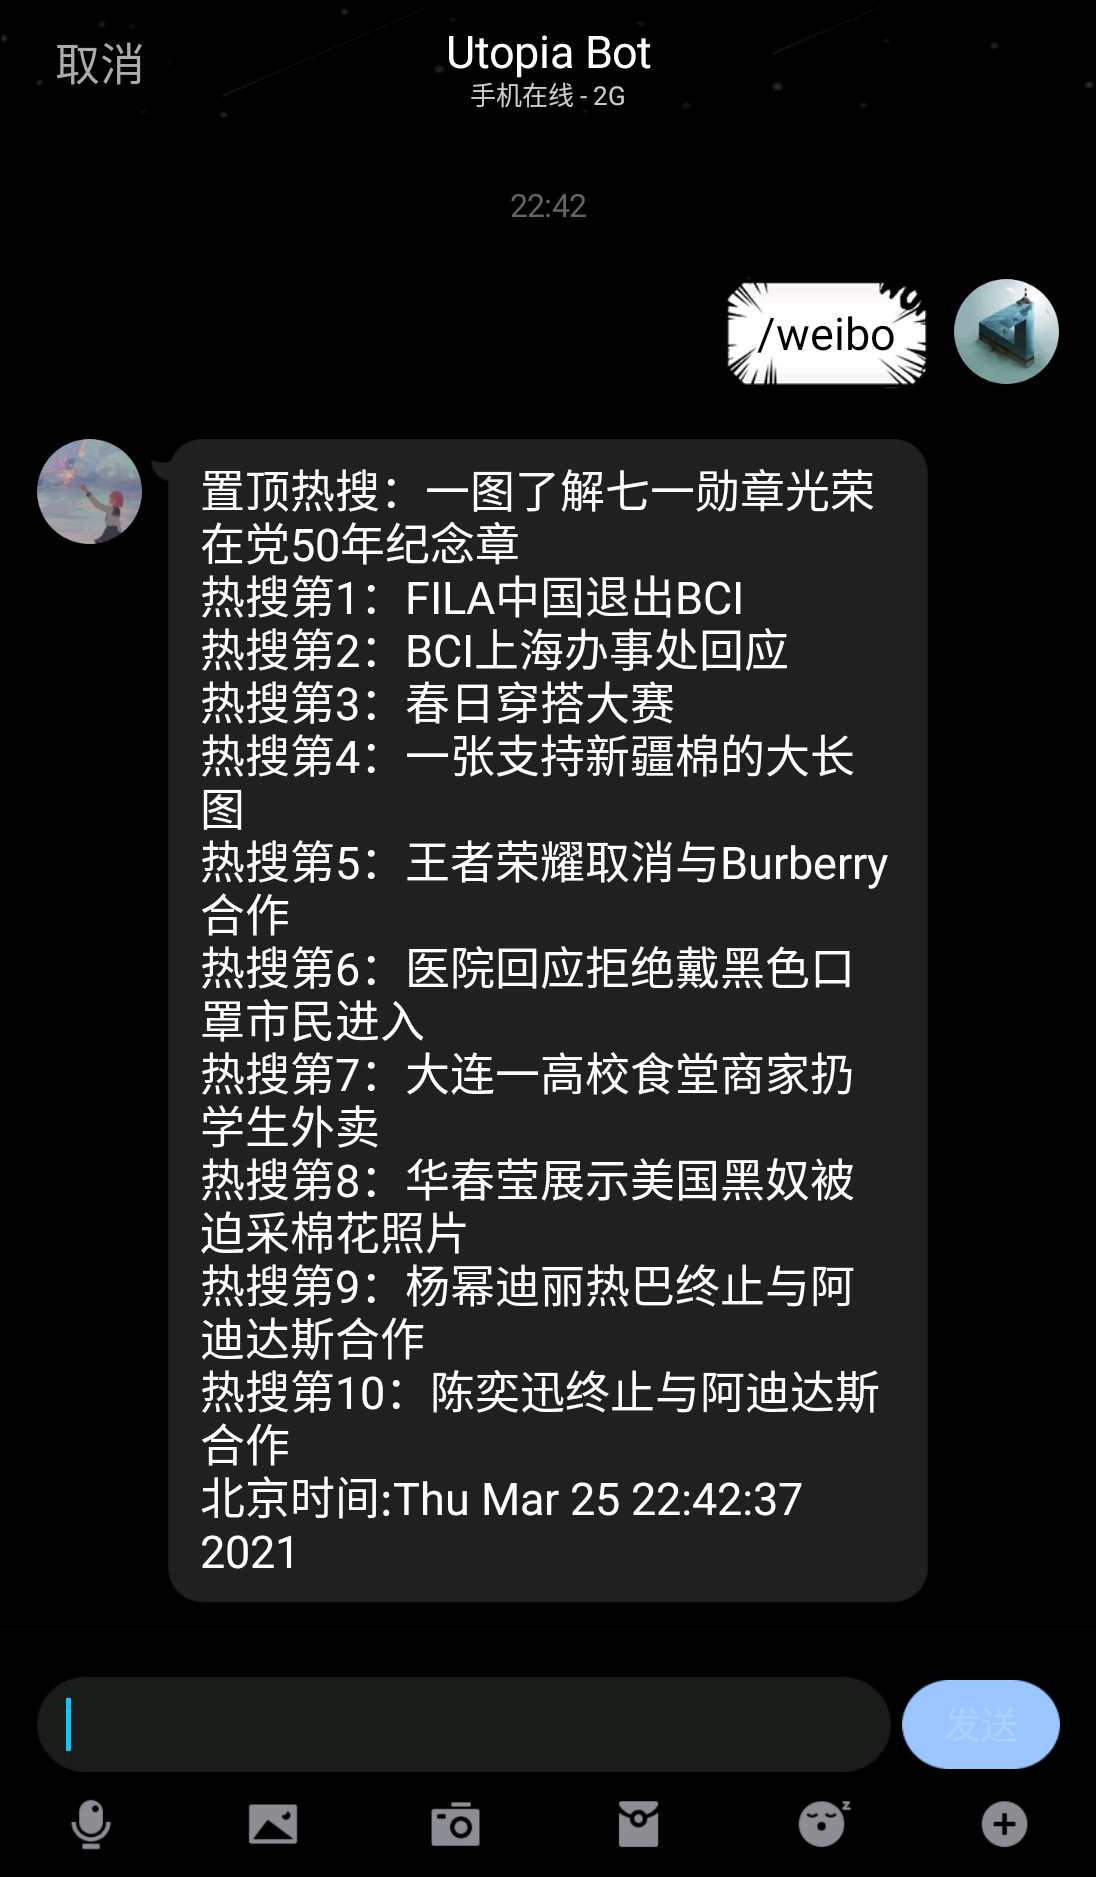 取消
Utopia Bot
手机在线 - 2G
22:42
/weibo
置顶热搜：一图了解七一勋章光荣
在党50年纪念章
热搜第1：FILA中国退出BCI
热搜第2：BCI上海办事处回应
热搜第3：春日穿搭大赛
热搜第4：一张支持新疆棉的大长
图
热搜第5：王者荣耀取消与Burberry
合作
热搜第6：医院回应拒绝戴黑色口
罩市民进入
热搜第7：大连一高校食堂商家扔
学生外卖
热搜第8：华春莹展示美国黑奴被
迫采棉花照片
热搜第9：杨幂迪丽热巴终止与阿
迪达斯合作
热搜第10：陈奕迅终止与阿迪达斯
合作
北京时间:Thu Mar 25 22:42:37
2021
发送